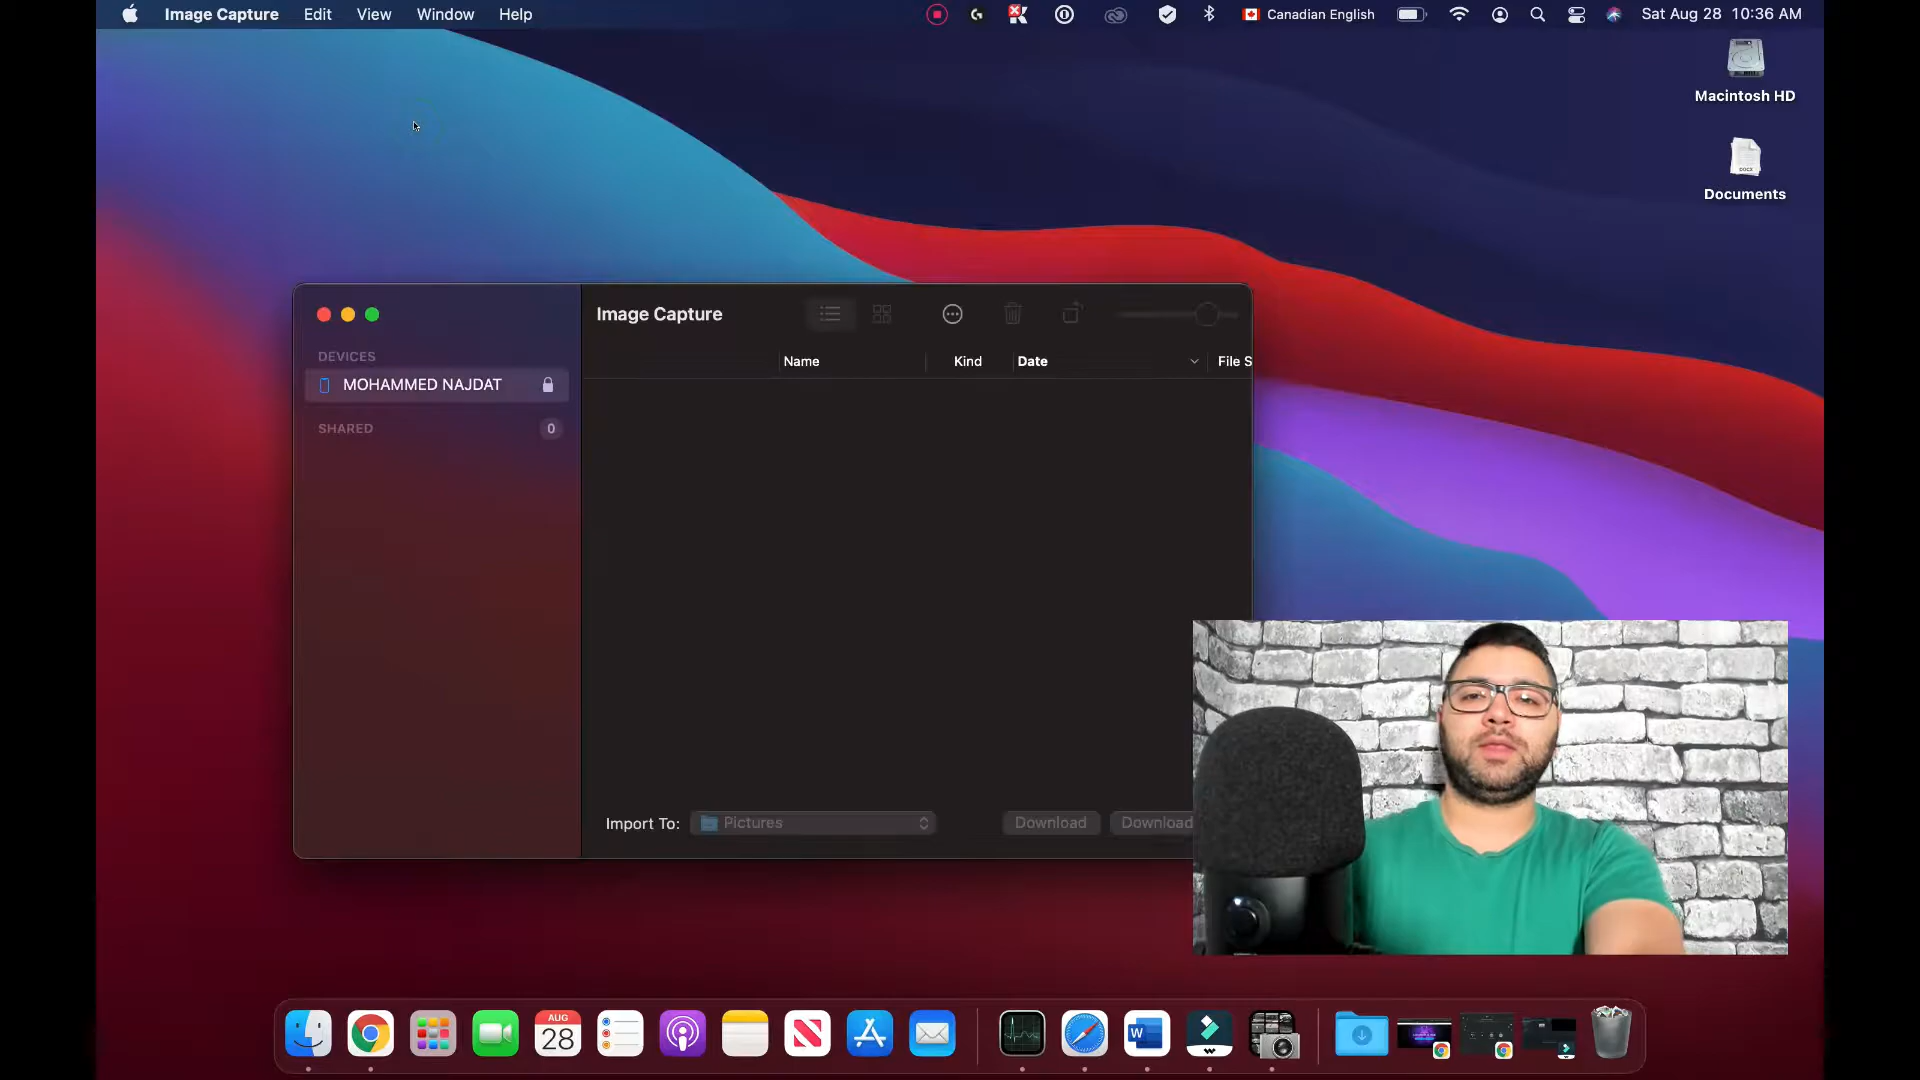 Image Capture Edit View Window Help Canadian English Sat Aug 28 10:36 AM
Macintosh HD
DOCX
Documents
Image Capture
DEVICES
MOHAMMED NAJDAT
SHARED 0
Name Kind Date File S
Import To: Pictures Download Download
AUG
28
W